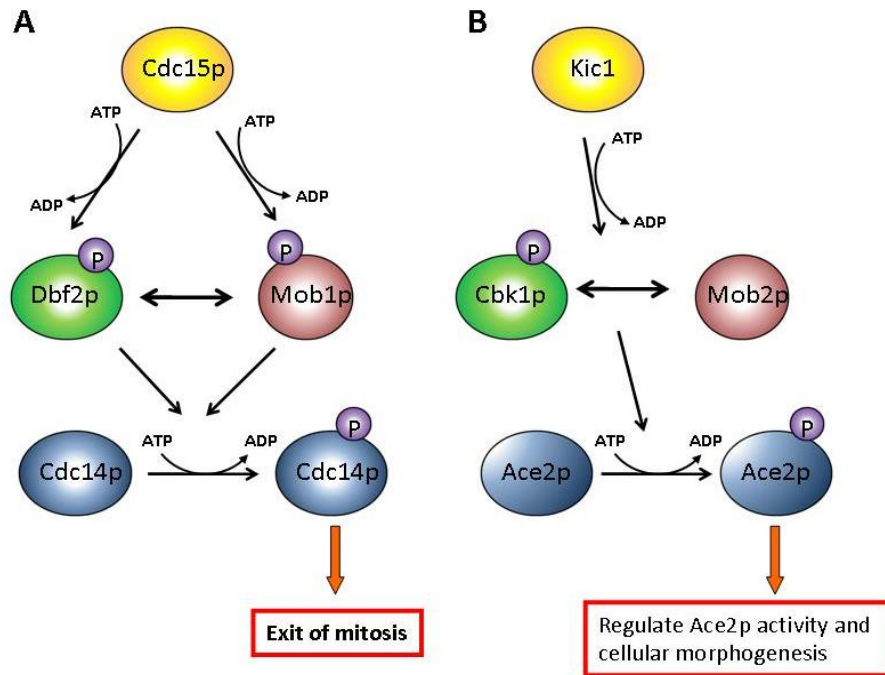 A
Cdc15p
ATP
ATP
ADP
ADP
P
P
Dbf2p
Mob1p
P
ATP
ADP
Cdc14p
Cdc14p
Exit of mitosis
B
Kic1
ATP
ADP
P
Cbk1p
Mob2p
P
ATP
ADP
Ace2p
Ace2p
Regulate Ace2p activity and
cellular morphogenesis